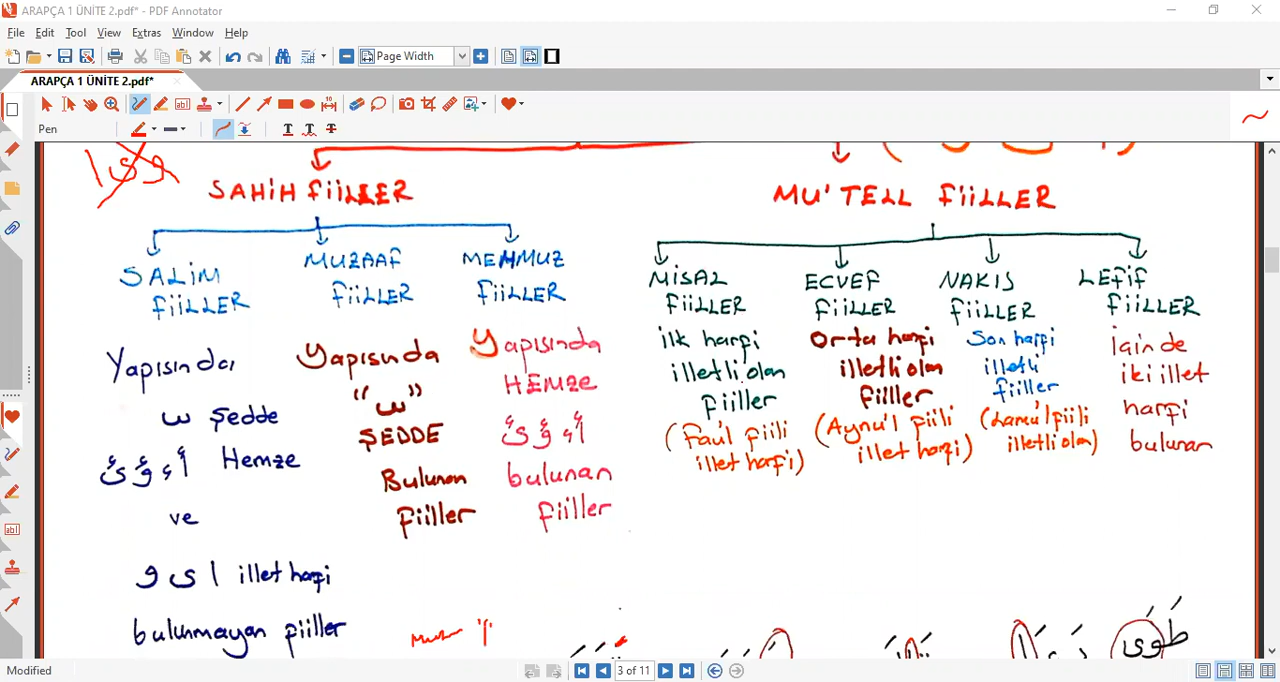 ARAPÇA 1 ÜNİTE 2.pdf* - PDF Annotator
File Edit Tool View Extras Window Help
Page Width
ARAPÇA 1 ÜNİTE 2.pdf*
Pen
SAHİH FİİLLER
MU'TELL FİİLLER
SALİM FİİLLER
MUZAAF FİİLLER
MEHMUZ FİİLLER
MİSAL FİİLLER
ECVEF FİİLLER
NAKIS FİİLLER
LEFİF FİİLLER
Yapısında
ّ Şedde
أ ء ؤ ئ Hemze
ve
ا ى و illet harfi
bulunmayan fiiller
Yapısında
" ّ "
ŞEDDE
Bulunan
fiiller
Yapısında
HEMZE
أ ء ؤ ئ
bulunan
fiiller
ilk harfi
illetli olan
fiiller
(Faul fiili
illet harfi)
Orta harfi
illetli olan
fiiller
(Aynu'l fiili
illet harfi)
Son harfi
illetli
fiiller
(Lamu'l fiili
illetli olan)
içinde
iki illet
harfi
bulunan
طَوَى
Modified
3 of 11